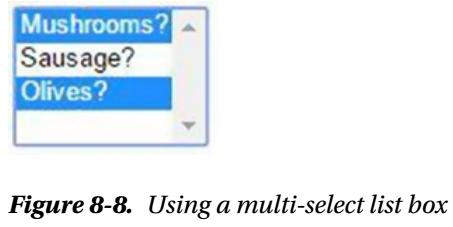 Mushrooms?
Sausage?
Olives?
Figure 8-8. Using a multi-select list box